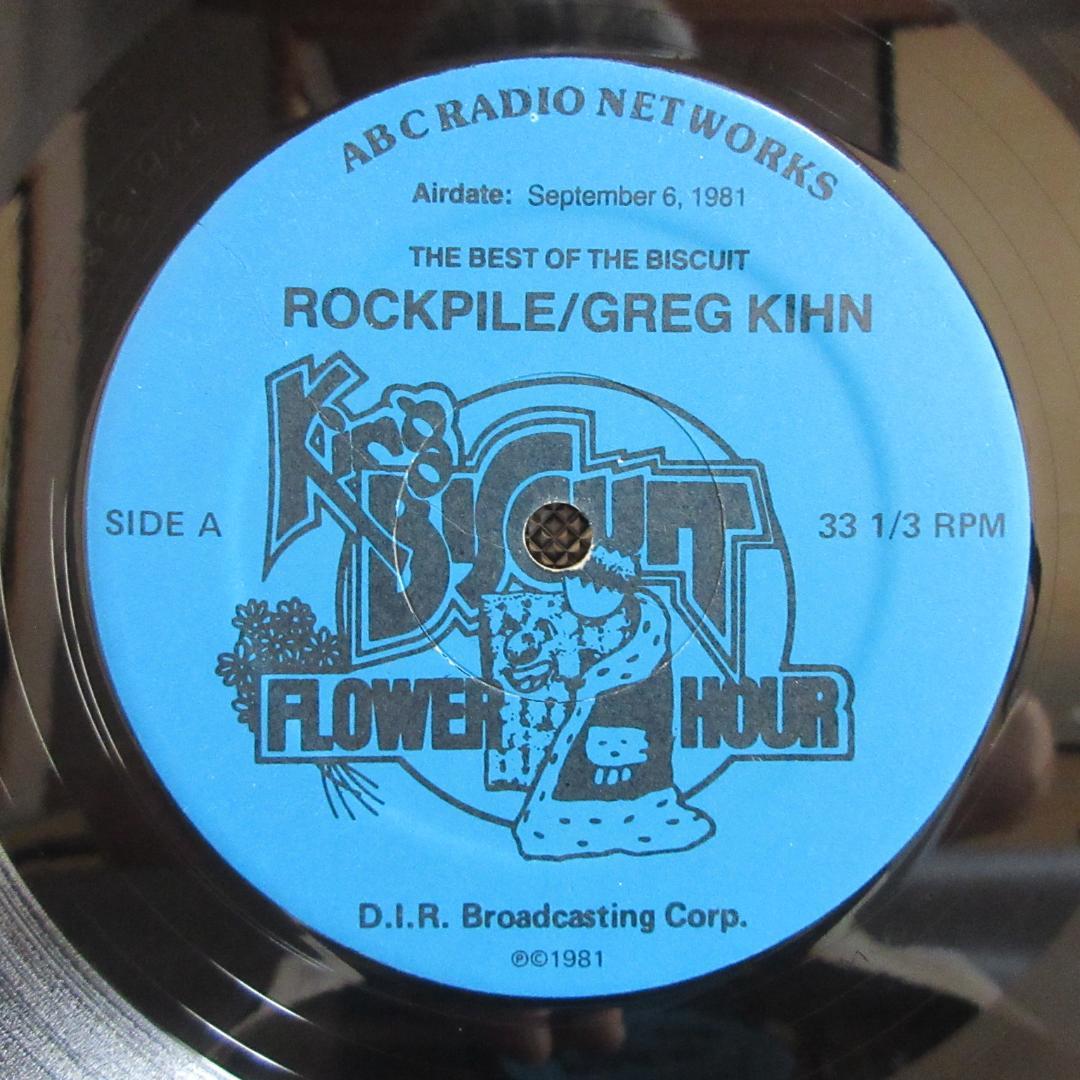 ABC RADIO NETWORKS
Airdate: September 6, 1981
THE BEST OF THE BISCUIT
ROCKPILE/GREG KIHN
King
BISCUIT
SIDE A
33 1/3 RPM
FLOWER HOUR
D.I.R. Broadcasting Corp.
℗©1981